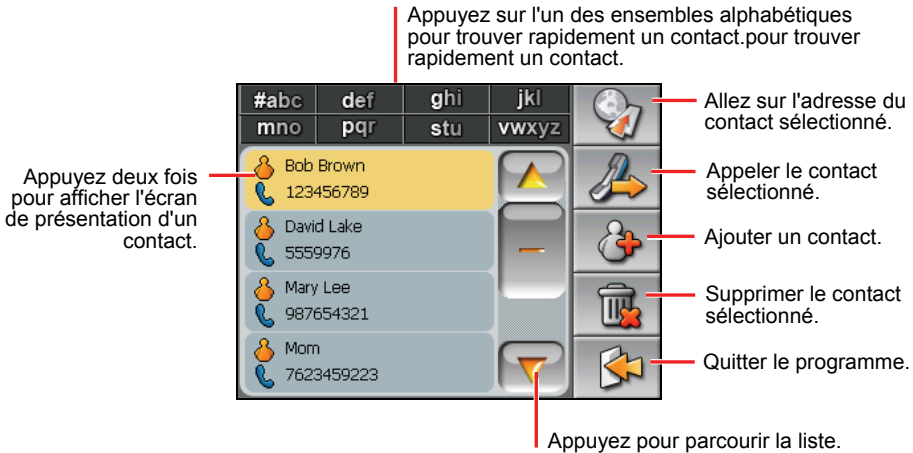 Appuyez sur l'un des ensembles alphabétiques
pour trouver rapidement un contact.pour trouver
rapidement un contact.
#abc def ghi jkl
mno pqr stu vwxyz
Allez sur l'adresse du
contact sélectionné.
Appuyez deux fois
pour afficher l'écran
de présentation d'un
contact.
Bob Brown
123456789
David Lake
5559976
Mary Lee
987654321
Mom
7623459223
Appeler le contact
sélectionné.
Ajouter un contact.
Supprimer le contact
sélectionné.
Quitter le programme.
Appuyez pour parcourir la liste.